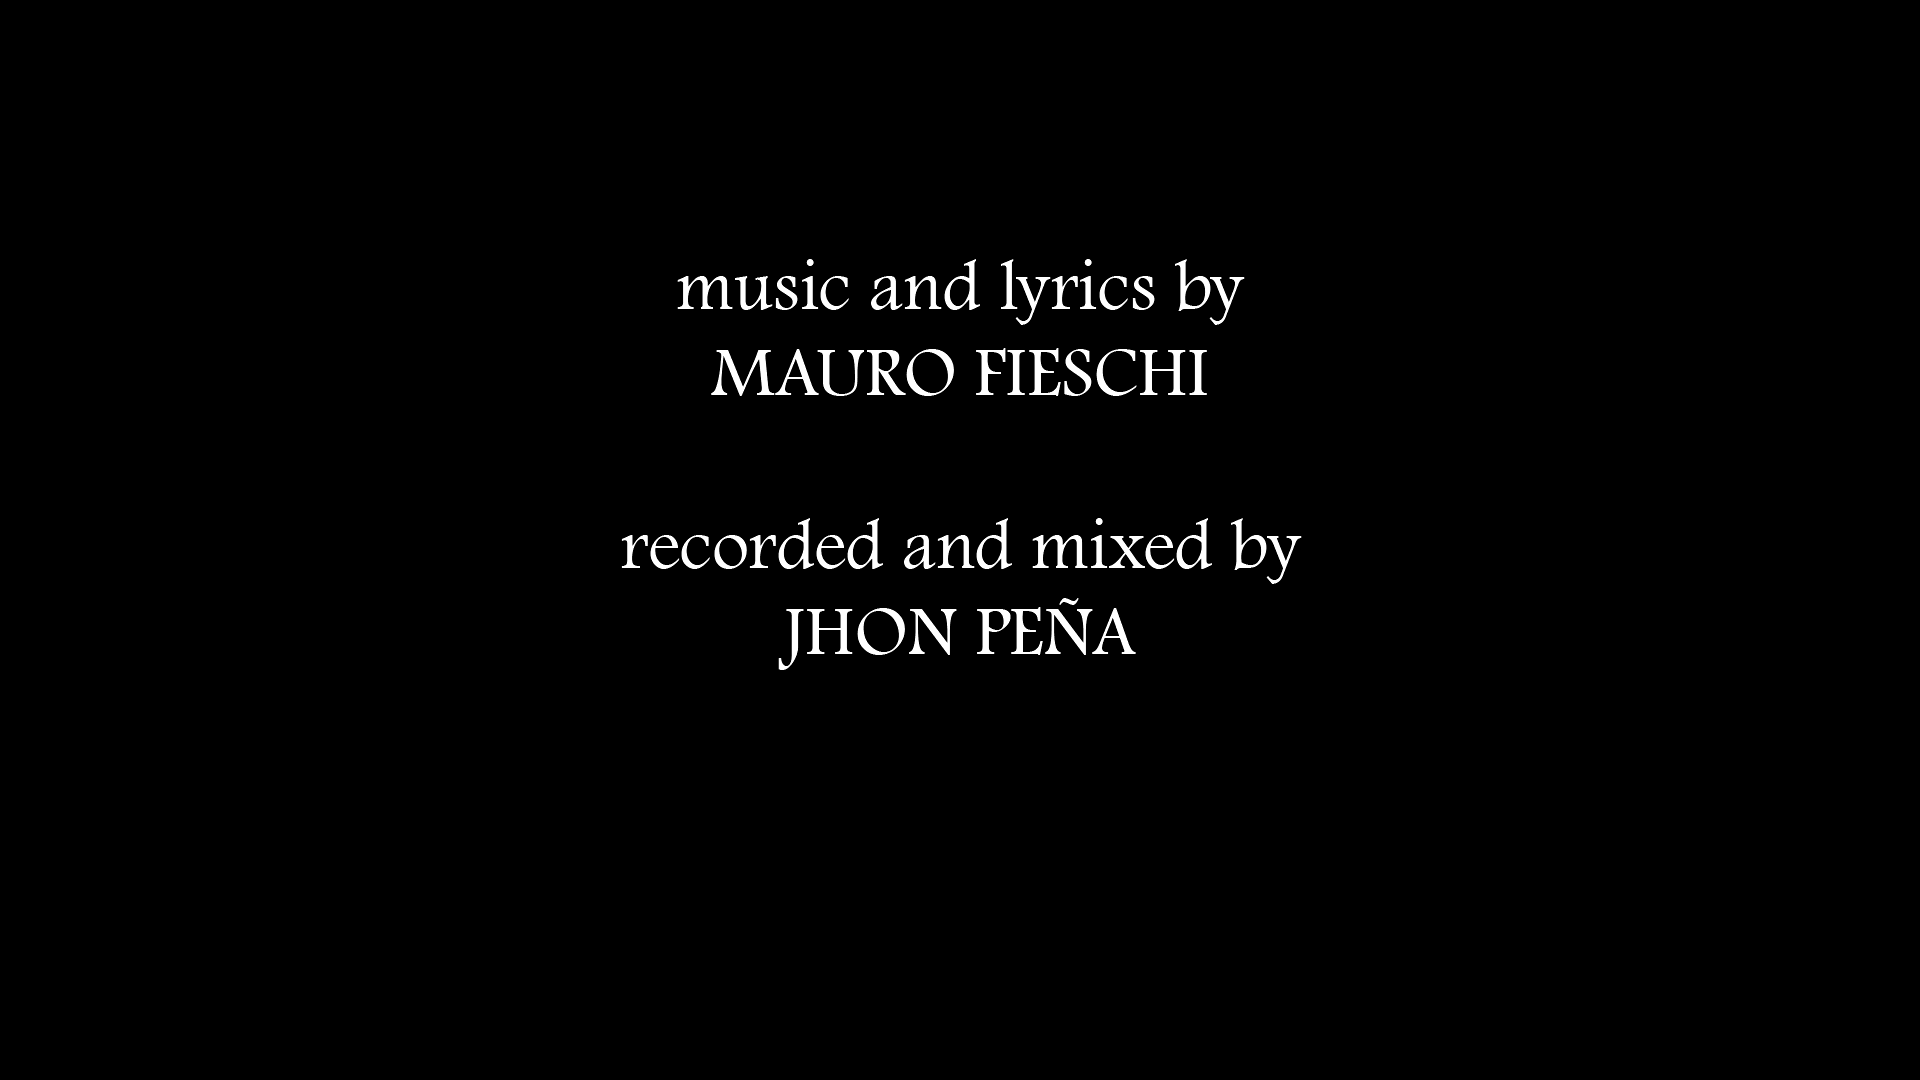 music and lyrics by
MAURO FIESCHI
recorded and mixed by
JHON PEÑA